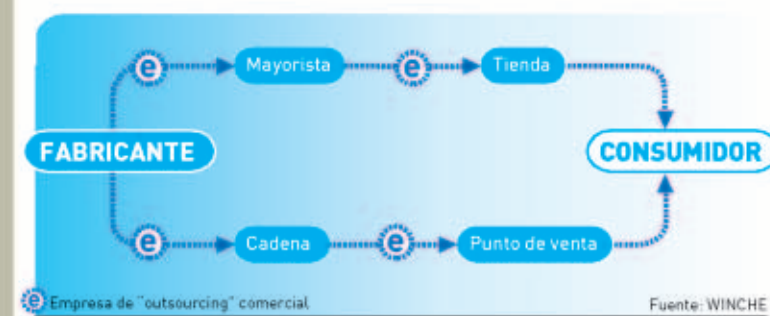 e Mayorista e Tienda
FABRICANTE CONSUMIDOR
e Cadena e Punto de venta
e Empresa de "outsourcing" comercial Fuente: WINCHE